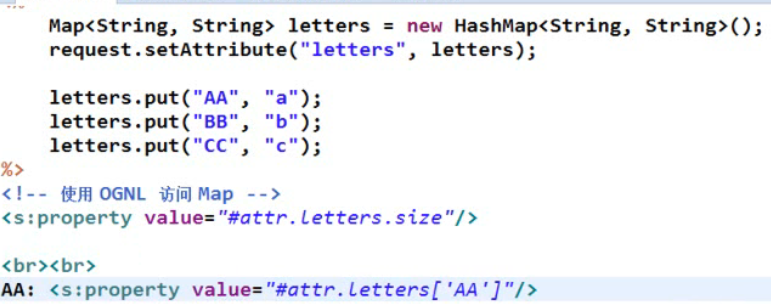 Map<String, String> letters = new HashMap<String, String>();
request.setAttribute("letters", letters);
letters.put("AA", "a");
letters.put("BB", "b");
letters.put("CC", "c");
%>
<!-- 使用 OGNL 访问 Map -->
<s:property value="#attr.letters.size"/>
<br><br>
AA: <s:property value="#attr.letters['AA']"/>